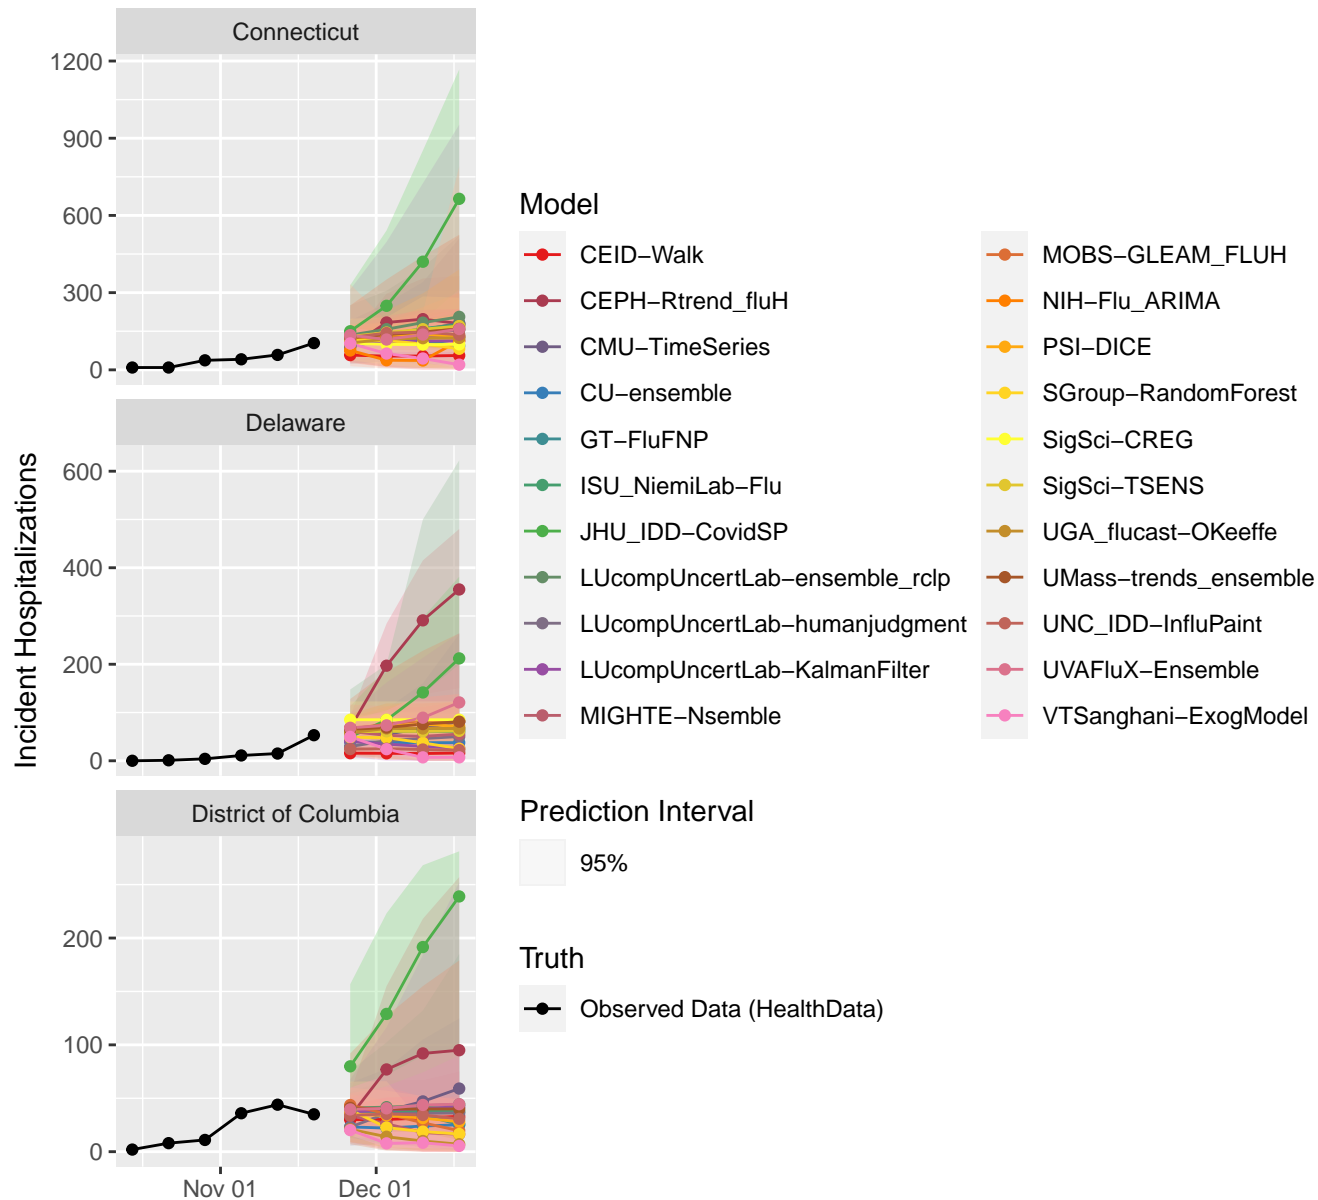 Connecticut
1200
900
600
300
0
Delaware
600
400
200
0
District of Columbia
200
100
0
Nov 01
Dec 01
Incident Hospitalizations
Model
CEID−Walk
CEPH−Rtrend_fluH
CMU−TimeSeries
CU−ensemble
GT−FluFNP
ISU_NiemiLab−Flu
JHU_IDD−CovidSP
LUcompUncertLab−ensemble_rclp
LUcompUncertLab−humanjudgment
LUcompUncertLab−KalmanFilter
MIGHTE−Nsemble
MOBS−GLEAM_FLUH
NIH−Flu_ARIMA
PSI−DICE
SGroup−RandomForest
SigSci−CREG
SigSci−TSENS
UGA_flucast−OKeeffe
UMass−trends_ensemble
UNC_IDD−InfluPaint
UVAFluX−Ensemble
VTSanghani−ExogModel
Prediction Interval
95%
Truth
Observed Data (HealthData)